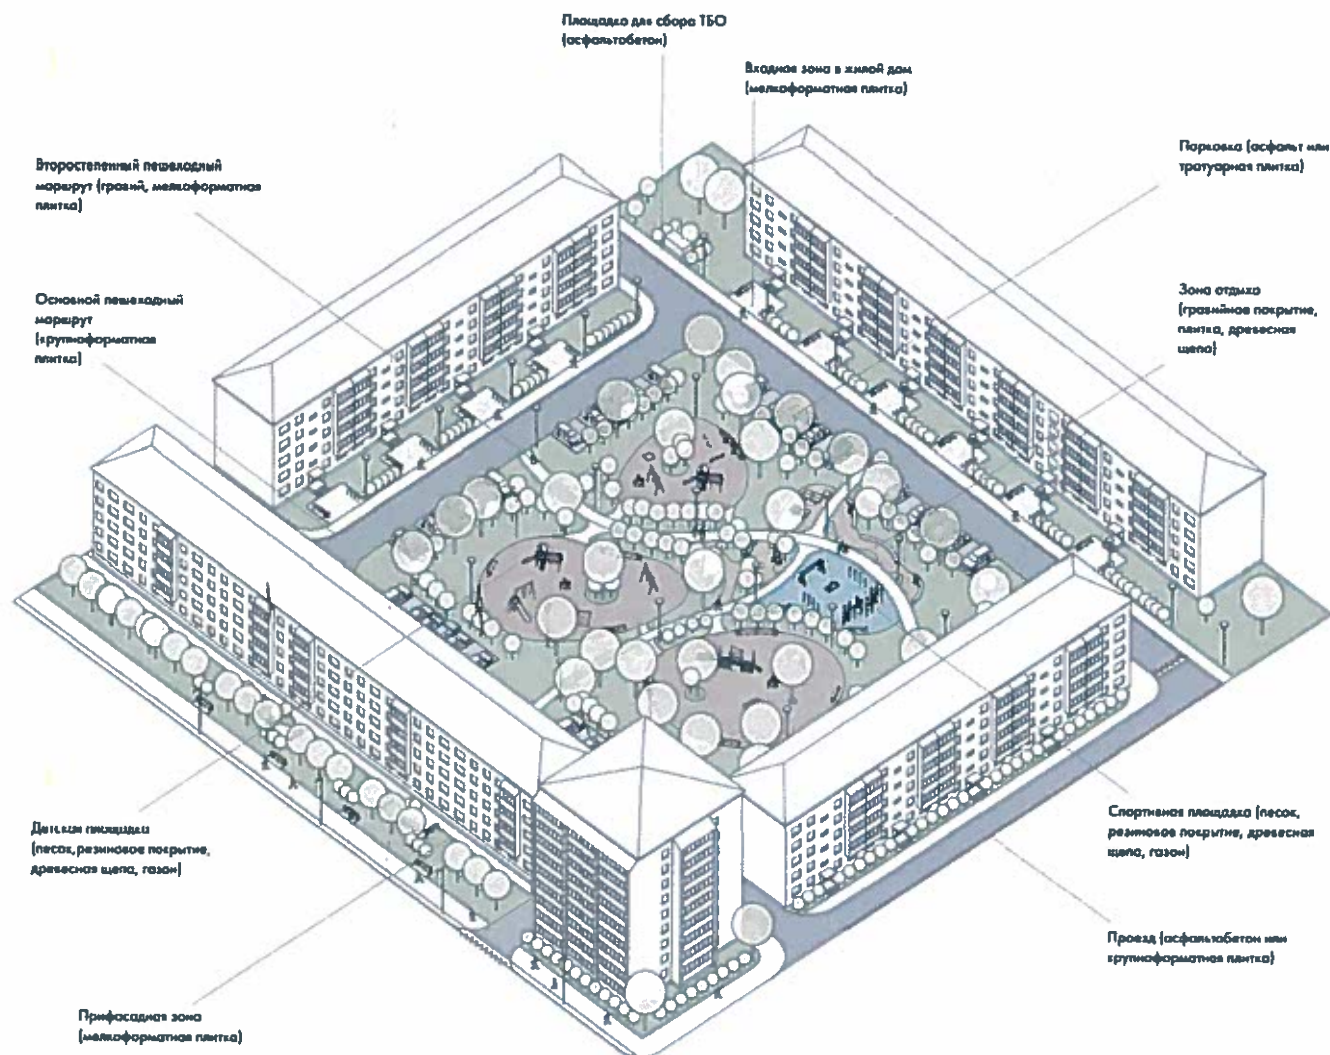 Площадка для сбора ТБО
(асфальтобетон)
Входная зона в жилой дом
(мелкоформатная плитка)
Второстепенный пешеходный
маршрут (гравий, мелкоформатная
плитка)
Парковка (асфальт или
тротуарная плитка)
Основной пешеходный
маршрут
(крупноформатная
плитка)
Зона отдыха
(гравийное покрытие,
плитка, древесная
щепа)
Детская площадка
(песок, резиновое покрытие,
древесная щепа, газон)
Спортивная площадка (песок,
резиновое покрытие, древесная
щепа, газон)
Проезд (асфальтобетон или
крупноформатная плитка)
Прифасадная зона
(мелкоформатная плитка)